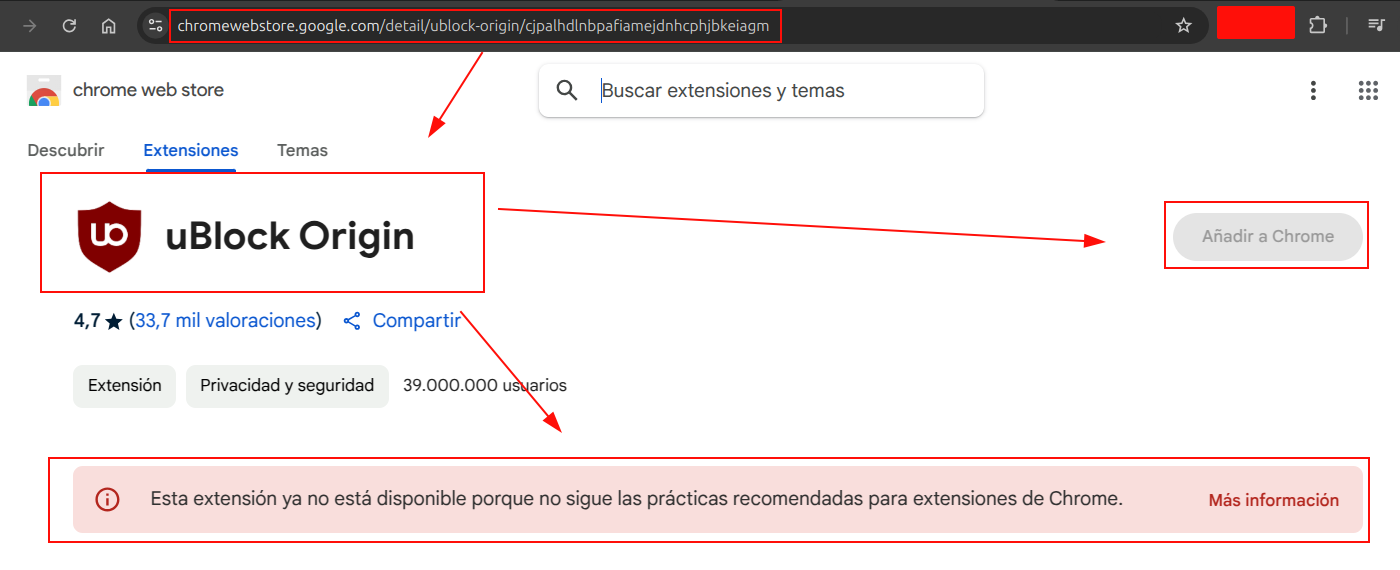 chromewebstore.google.com/detail/ublock-origin/cjpalhdlnbpafiamejdnhcphjbkeiagm
chrome web store
Buscar extensiones y temas
Descubrir Extensiones Temas
uBlock Origin
Añadir a Chrome
4,7 ★ (33,7 mil valoraciones) Compartir
Extensión Privacidad y seguridad 39.000.000 usuarios
Esta extensión ya no está disponible porque no sigue las prácticas recomendadas para extensiones de Chrome. Más información